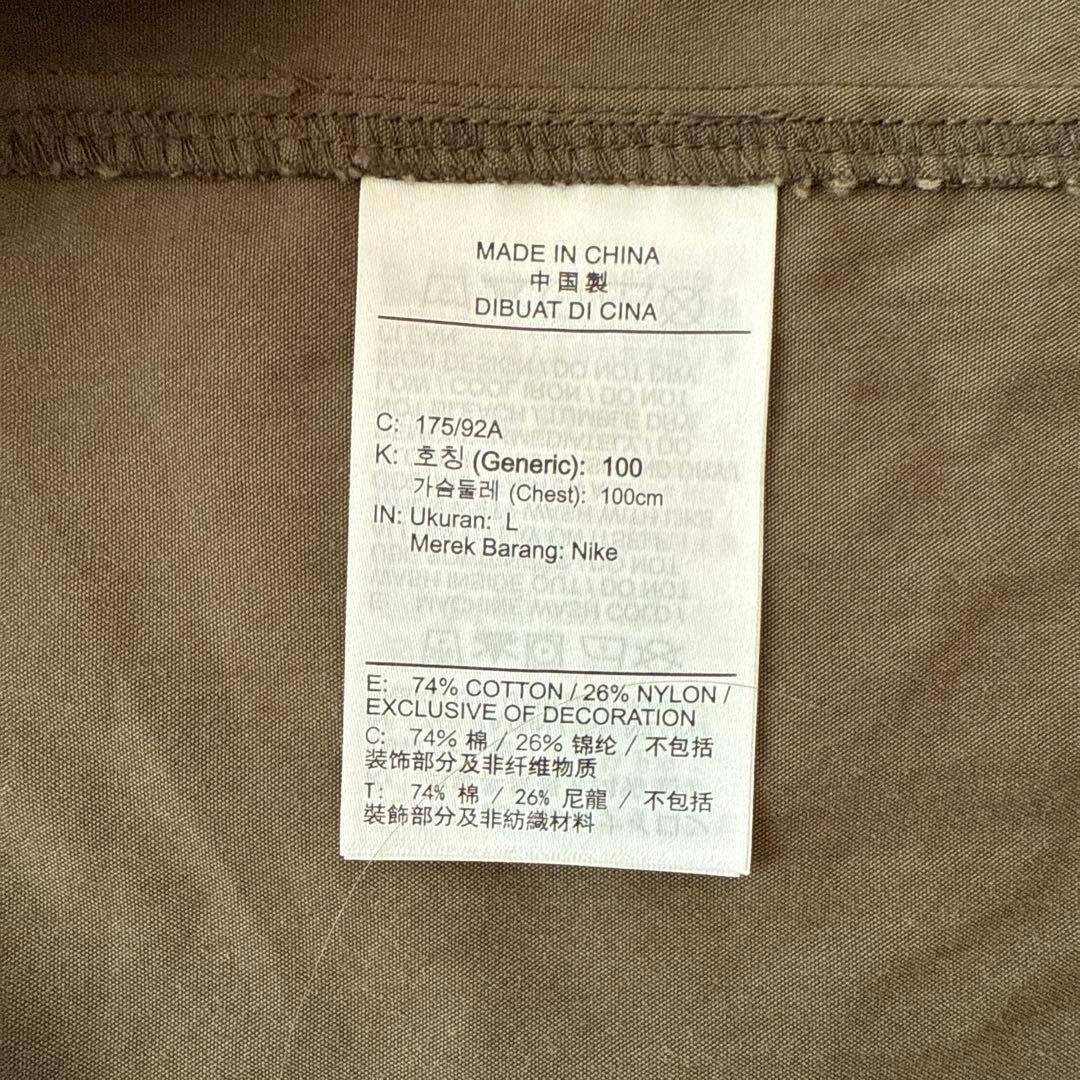 MADE IN CHINA
中国製
DIBUAT DI CINA
C: 175/92A
K: 호칭 (Generic): 100
가슴둘레 (Chest): 100cm
IN: Ukuran: L
Merek Barang: Nike
E: 74% COTTON / 26% NYLON /
EXCLUSIVE OF DECORATION
C: 74% 棉 / 26% 锦纶 / 不包括
装饰部分及非纤维物质
T: 74% 棉 / 26% 尼龍 / 不包括
裝飾部分及非紡織材料